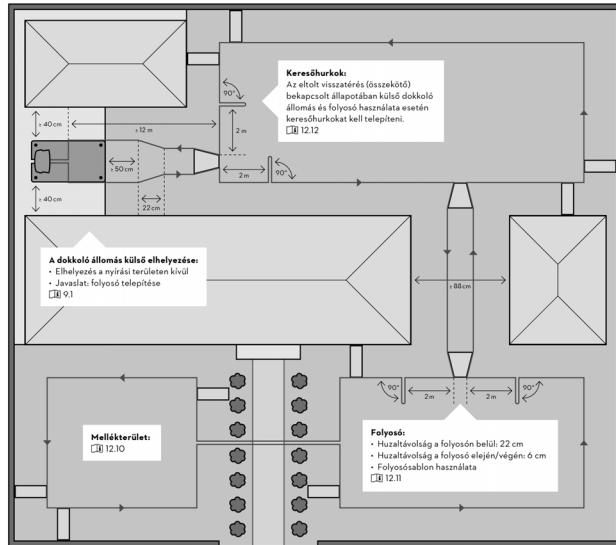 Keresőhurkok:
Az eltolt visszatérés (összekötő)
bekapcsolt állapotában külső dokkoló
állomás és folyosó használata esetén
keresőhurkokat kell telepíteni.
12.12
90°
2 m
≥ 40 cm
≥ 12 m
≥ 50 cm
22 cm
2 m
90°
≥ 40 cm
A dokkoló állomás külső elhelyezése:
• Elhelyezés a nyírási területen kívül
• Javaslat: folyosó telepítése
9.1
≥ 88 cm
90°
2 m
2 m
90°
Mellékterület:
12.10
Folyosó:
• Huzaltávolság a folyosón belül: 22 cm
• Huzaltávolság a folyosó elején/végén: 6 cm
• Folyosósablon használata
12.11